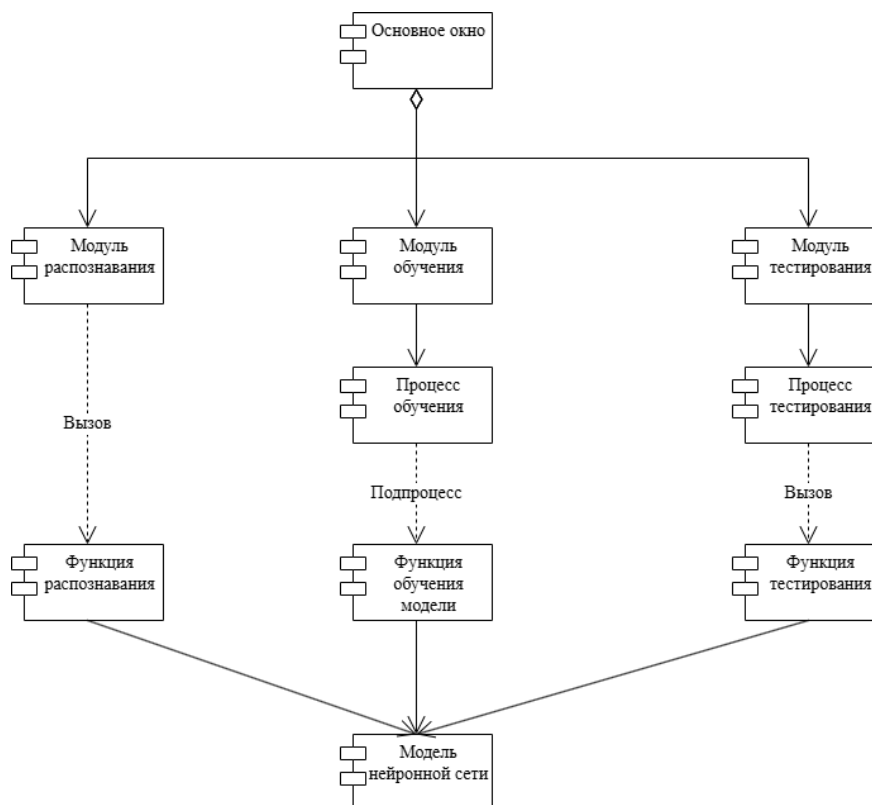 Основное окно
Модуль
распознавания
Модуль
обучения
Модуль
тестирования
Процесс
обучения
Процесс
тестирования
Вызов
Подпроцесс
Вызов
Функция
распознавания
Функция
обучения
модели
Функция
тестирования
Модель
нейронной сети